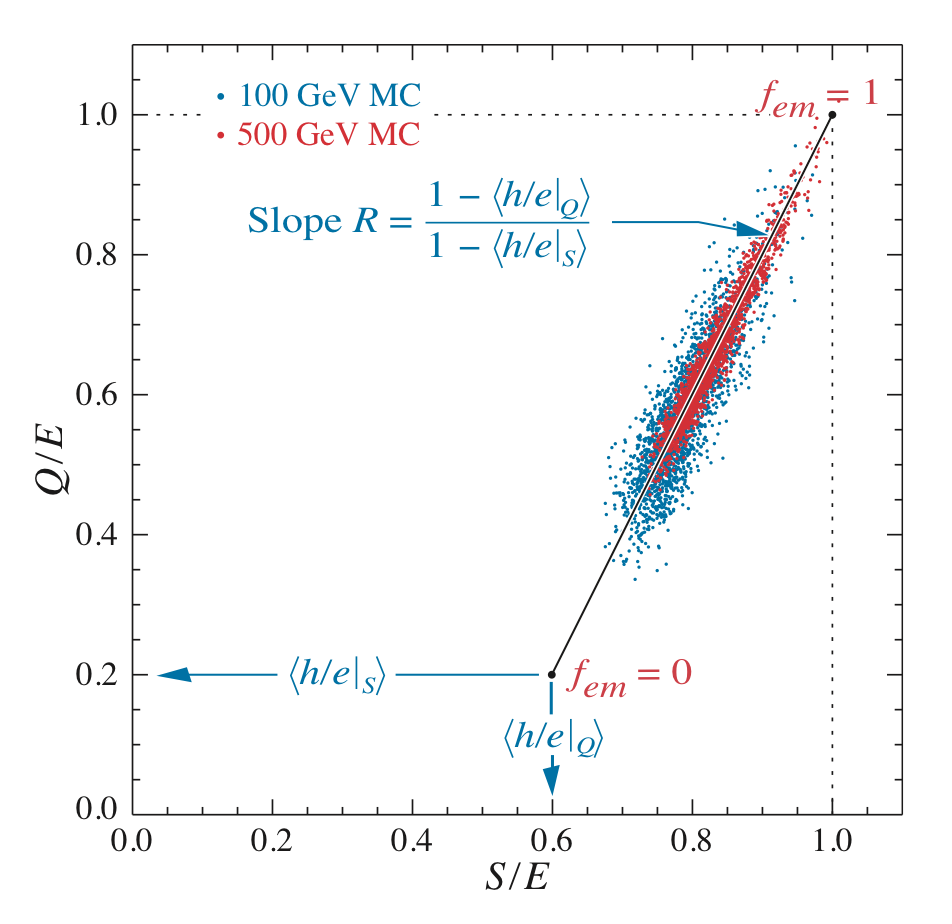 100 GeV MC
500 GeV MC
f_em = 1
1.0
Slope R = (1 − ⟨h/e|_Q⟩) / (1 − ⟨h/e|_S⟩)
0.8
0.6
Q/E
0.4
0.2
⟨h/e|_S⟩
f_em = 0
⟨h/e|_Q⟩
0.0
0.0 0.2 0.4 0.6 0.8 1.0
S/E